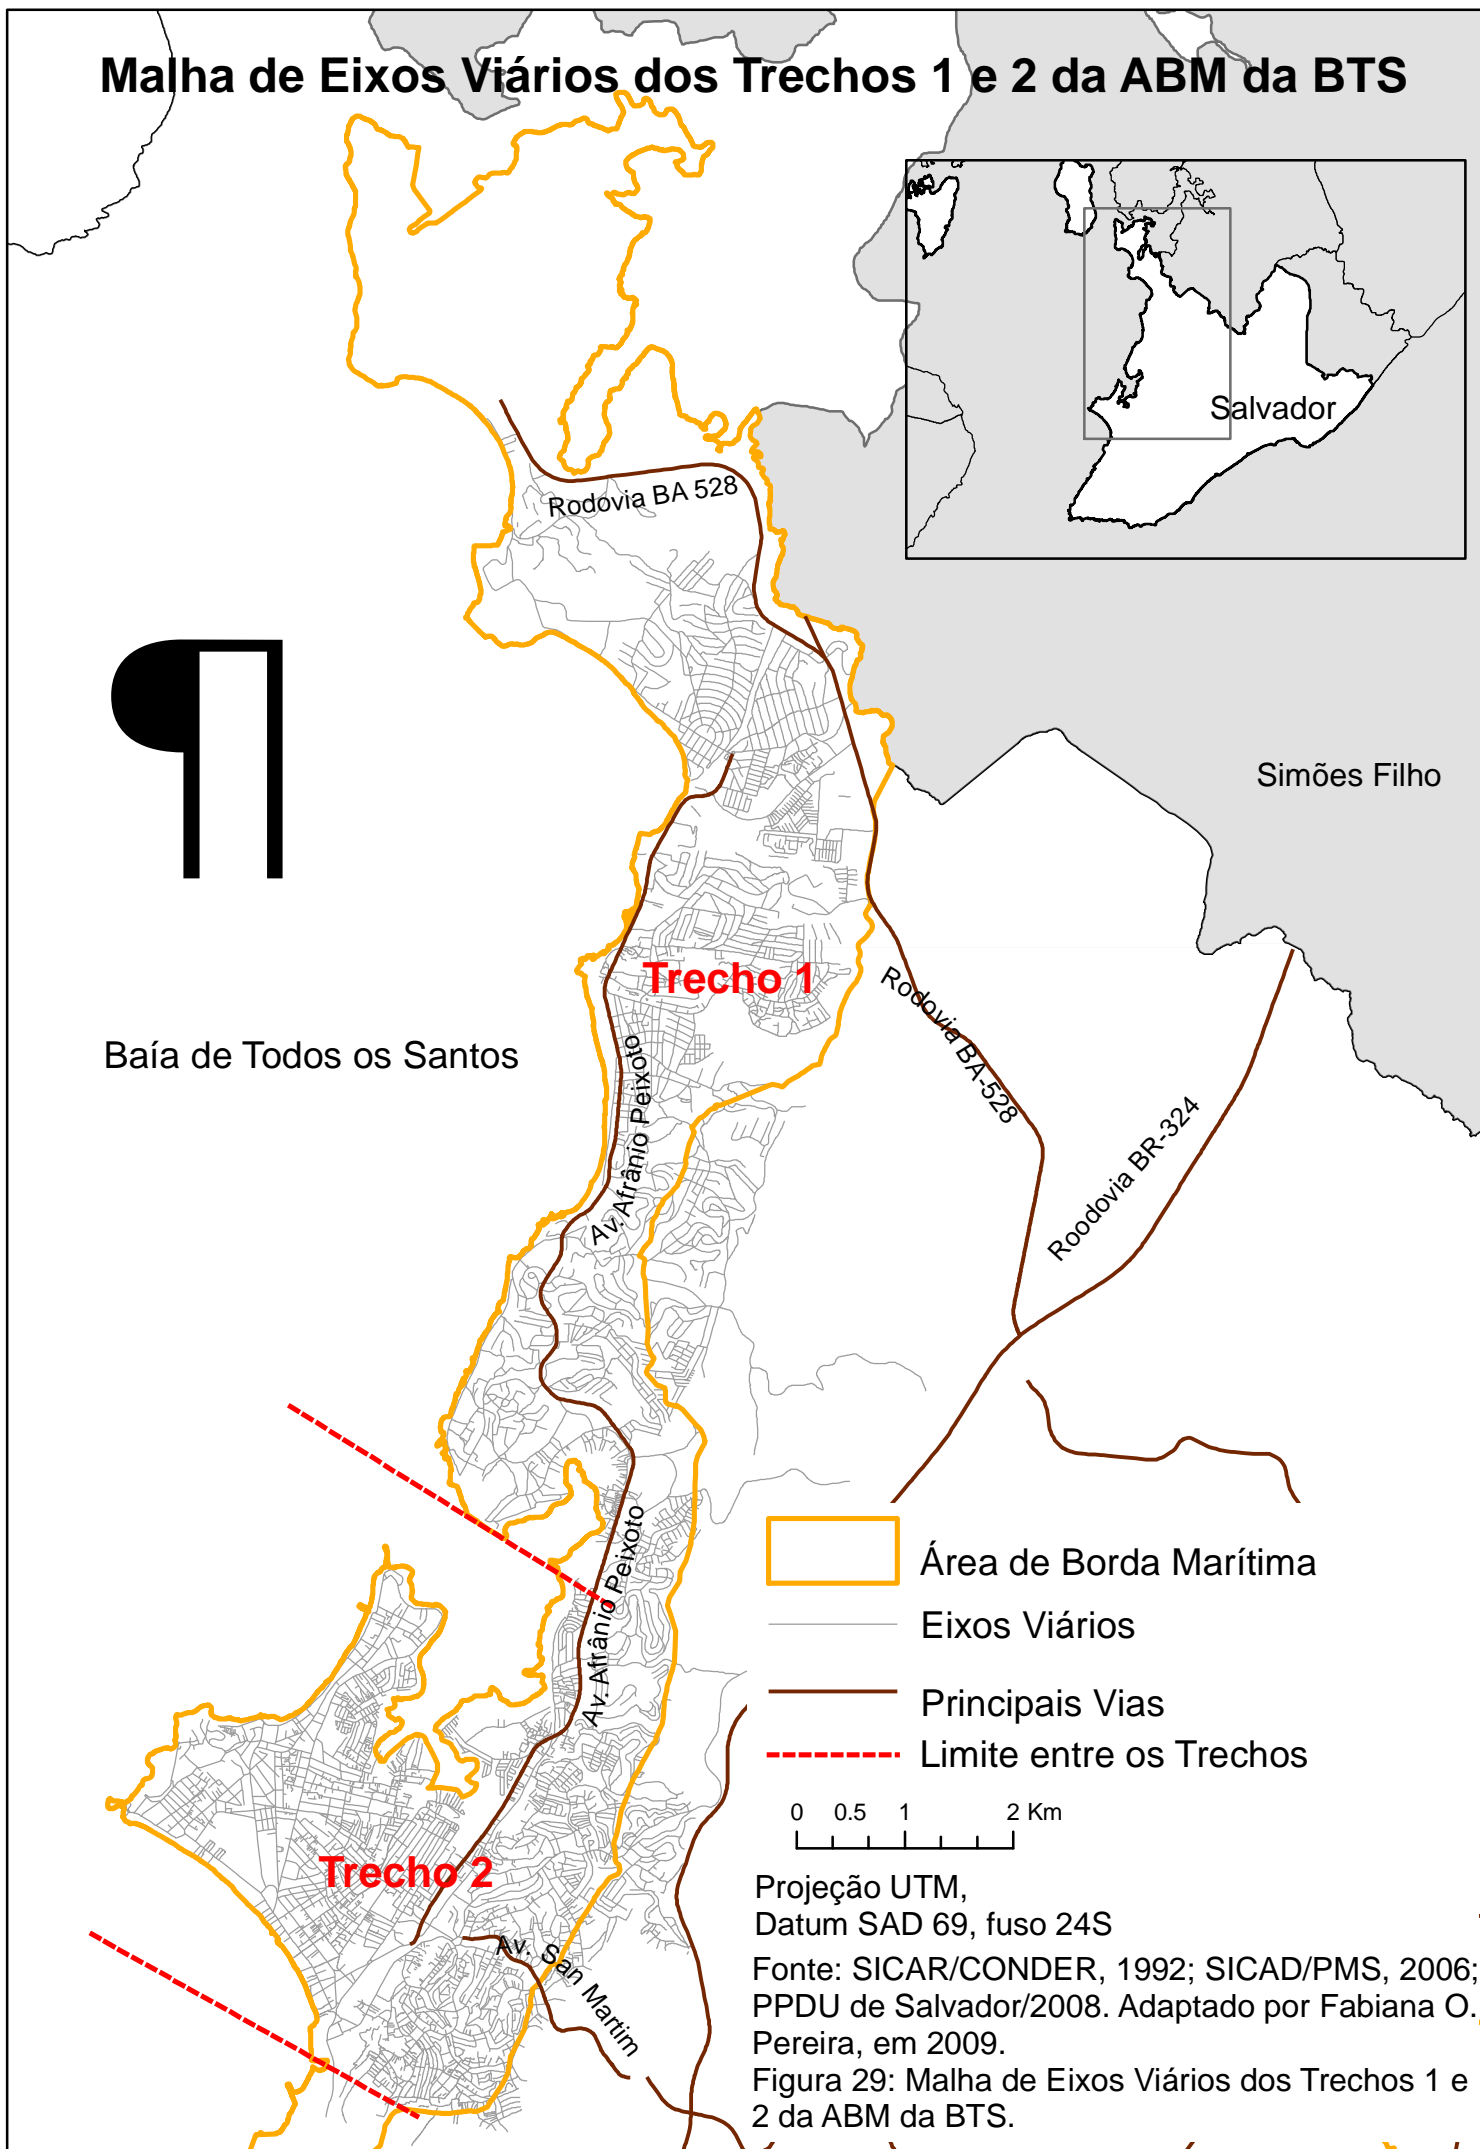 Malha de Eixos Viários dos Trechos 1 e 2 da ABM da BTS
Salvador
Rodovia BA 528
¶
Simões Filho
Trecho 1
Rodovia BA-528
Baía de Todos os Santos
Av. Afrânio Peixoto
Roodovia BR-324
Av. Afrânio Peixoto
Área de Borda Marítima
Eixos Viários
Principais Vias
Limite entre os Trechos
0 0.5 1 2 Km
Trecho 2
Av. San Martim
Projeção UTM,
Datum SAD 69, fuso 24S
Fonte: SICAR/CONDER, 1992; SICAD/PMS, 2006;
PPDU de Salvador/2008. Adaptado por Fabiana O.
Pereira, em 2009.
Figura 29: Malha de Eixos Viários dos Trechos 1 e
2 da ABM da BTS.